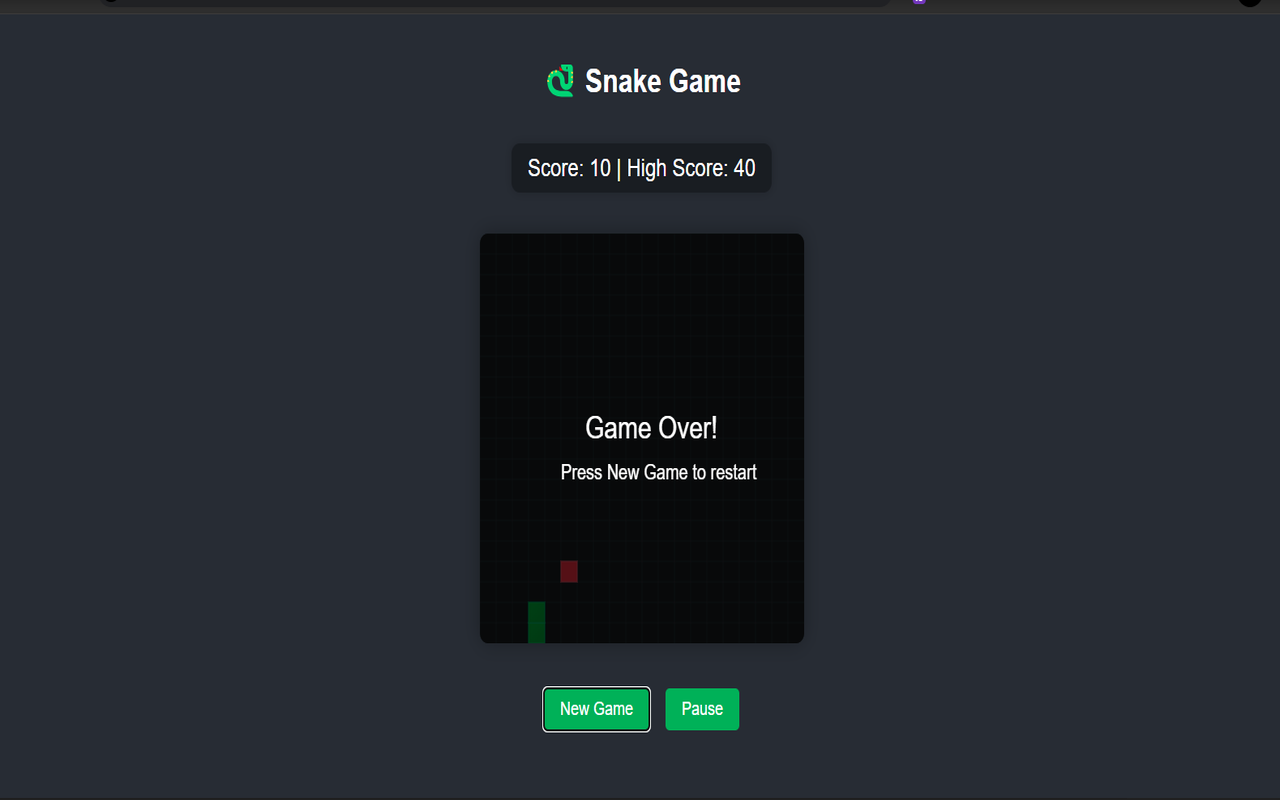 Snake Game
Score: 10 | High Score: 40
Game Over!
Press New Game to restart
New Game
Pause